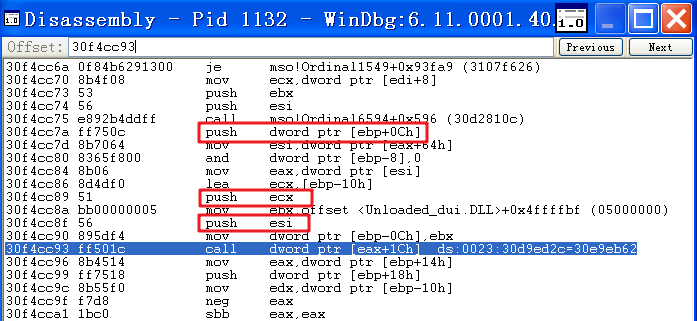 Disassembly - Pid 1132 - WinDbg:6.11.0001.40
1.0
Offset: 30f4cc93
Previous Next
30f4cc6a 0f84b6291300 je mso!Ordinal1549+0x93fa9 (3107f626)
30f4cc70 8b4f08 mov ecx,dword ptr [edi+8]
30f4cc73 53 push ebx
30f4cc74 56 push esi
30f4cc75 e892b4ddff call mso!Ordinal6594+0x596 (30d2810c)
30f4cc7a ff750c push dword ptr [ebp+0Ch]
30f4cc7d 8b7064 mov esi,dword ptr [eax+64h]
30f4cc80 8365f800 and dword ptr [ebp-8],0
30f4cc84 8b06 mov eax,dword ptr [esi]
30f4cc86 8d4df0 lea ecx,[ebp-10h]
30f4cc89 51 push ecx
30f4cc8a bb00000005 mov ebx,offset <Unloaded_dui.DLL>+0x4ffffbf (05000000)
30f4cc8f 56 push esi
30f4cc90 895df4 mov dword ptr [ebp-0Ch],ebx
30f4cc93 ff501c call dword ptr [eax+1Ch] ds:0023:30d9ed2c=30e9eb62
30f4cc96 8b4514 mov eax,dword ptr [ebp+14h]
30f4cc99 ff7518 push dword ptr [ebp+18h]
30f4cc9c 8b55f0 mov edx,dword ptr [ebp-10h]
30f4cc9f f7d8 neg eax
30f4cca1 1bc0 sbb eax,eax